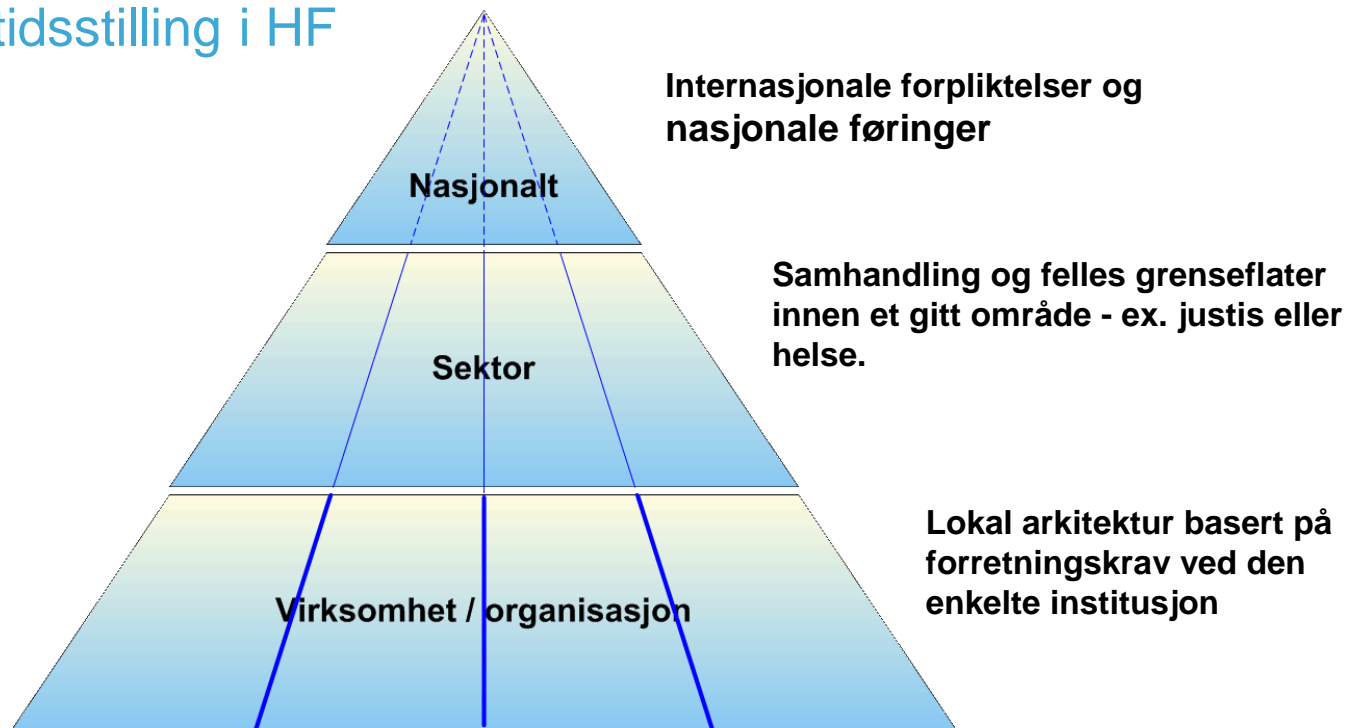 tidsstilling i HF
Internasjonale forpliktelser og
nasjonale føringer
Nasjonalt
Samhandling og felles grenseflater
innen et gitt område - ex. justis eller
helse.
Sektor
Lokal arkitektur basert på
forretningskrav ved den
enkelte institusjon
Virksomhet / organisasjon